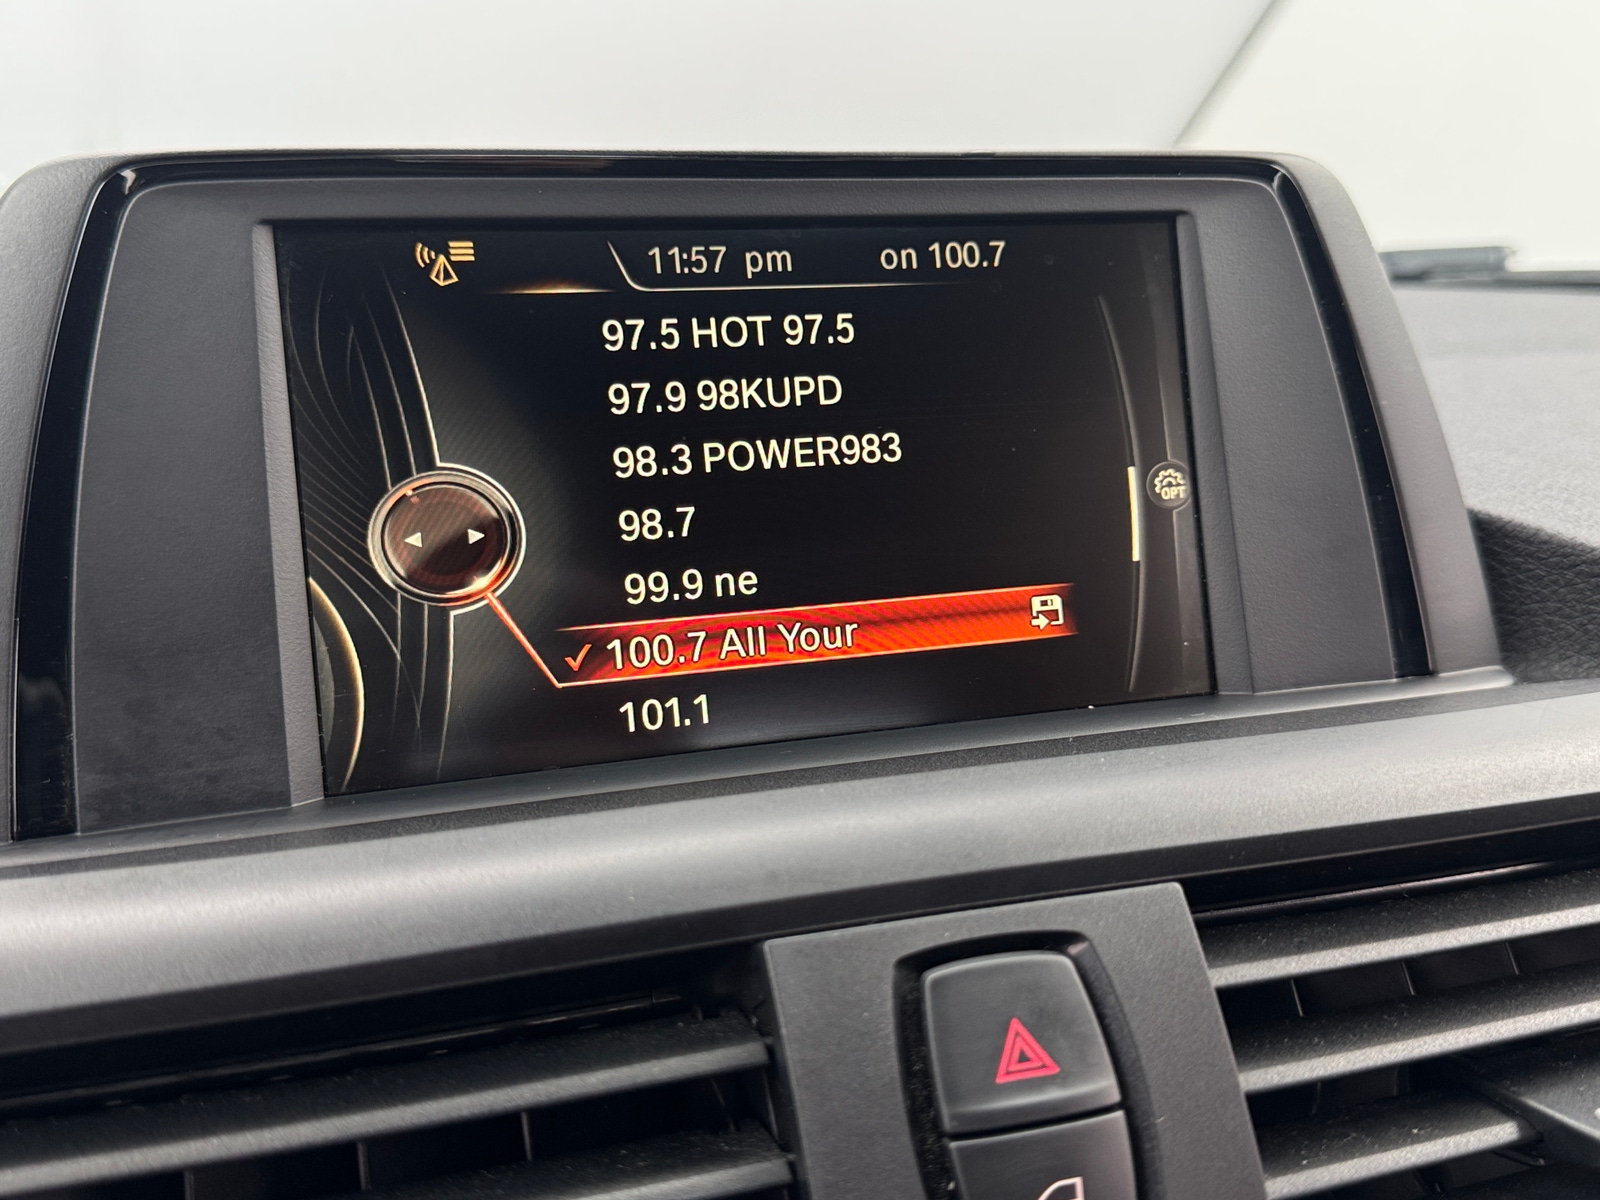 11:57 pm on 100.7
97.5 HOT 97.5
97.9 98KUPD
98.3 POWER983
98.7
99.9 ne
100.7 All Your
101.1
OPT